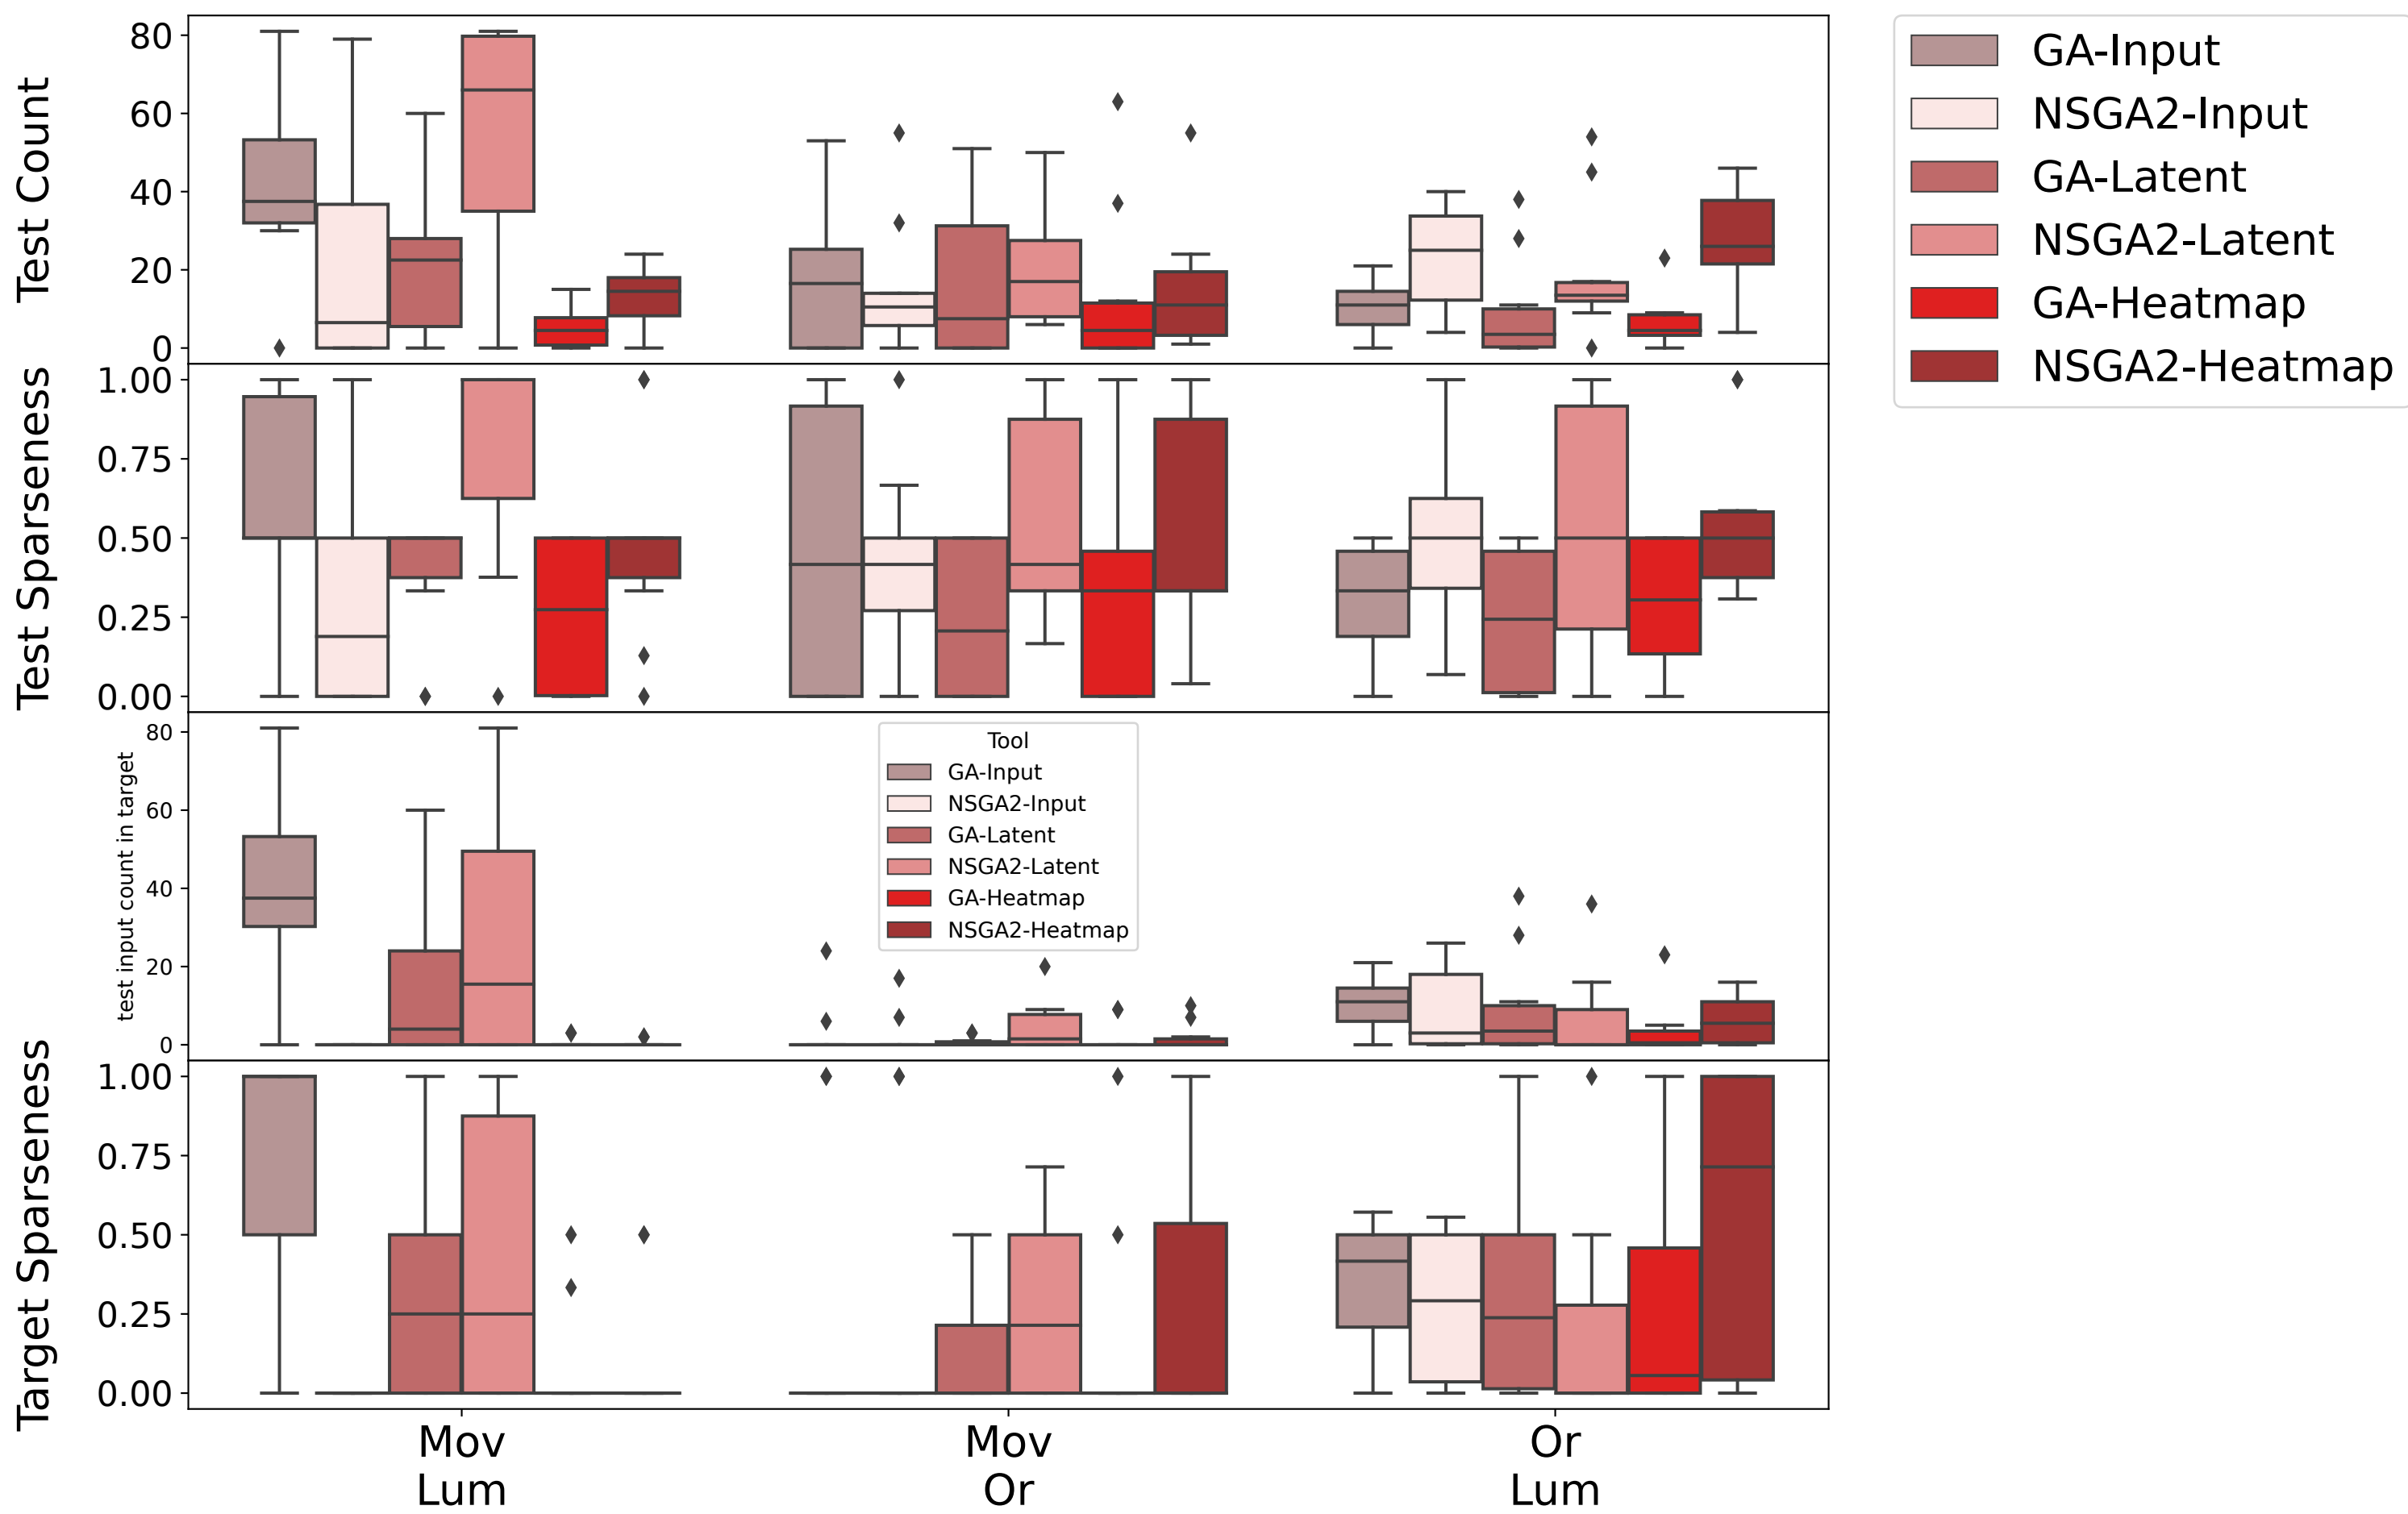 Test Count
80
60
40
20
0
GA-Input
NSGA2-Input
GA-Latent
NSGA2-Latent
GA-Heatmap
NSGA2-Heatmap
Test Sparseness
1.00
0.75
0.50
0.25
0.00
test input count in target
80
60
40
20
0
Tool
GA-Input
NSGA2-Input
GA-Latent
NSGA2-Latent
GA-Heatmap
NSGA2-Heatmap
Target Sparseness
1.00
0.75
0.50
0.25
0.00
Mov
Lum
Mov
Or
Or
Lum